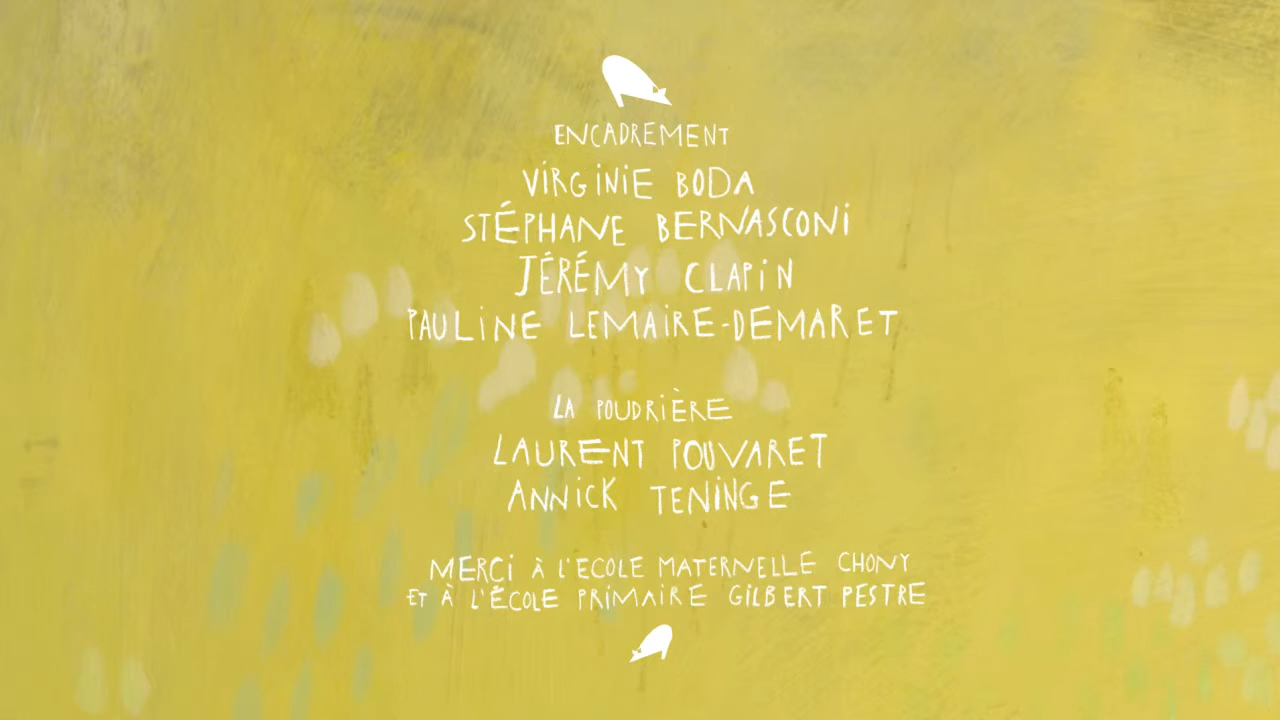 ENCADREMENT
VIRGINIE BODA
STÉPHANE BERNASCONI
JÉRÉMY CLAPIN
PAULINE LEMAIRE-DEMARET
LA POUDRIÈRE
LAURENT POUVARET
ANNICK TENINGE
MERCI À L'ECOLE MATERNELLE CHONY
ET À L'ÉCOLE PRIMAIRE GILBERT PESTRE